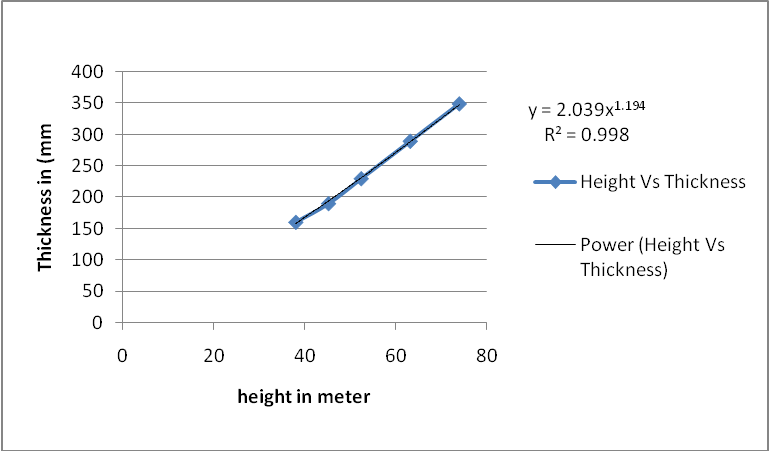 400
350
300
250
200
150
100
50
0
0 20 40 60 80
Thickness in (mm
height in meter
y = 2.039x^1.194
R² = 0.998
Height Vs Thickness
Power (Height Vs
Thickness)